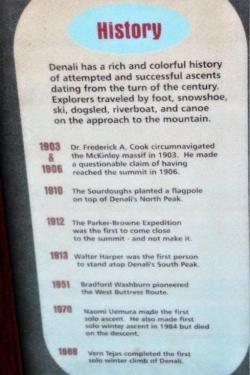 History
Denali has a rich and colorful history
of attempted and successful ascents
dating from the turn of the century.
Explorers traveled by foot, snowshoe,
ski, dogsled, riverboat, and canoe
on the approach to the mountain.
1903 Dr. Frederick A. Cook circumnavigated
& the McKinley massif in 1903. He made
1906 a questionable claim of having
reached the summit in 1906.
1910 The Sourdoughs planted a flagpole
on top of Denali's North Peak.
1912 The Parker-Browne Expedition
was the first to come close
to the summit - and not make it.
1913 Walter Harper was the first person
to stand atop Denali's South Peak.
1951 Bradford Washburn pioneered
the West Buttress Route.
1970 Naomi Uemura made the first
solo ascent. He also made first
solo winter ascent in 1984 but died
on the descent.
1988 Vern Tejas completed the first
solo winter climb of Denali.